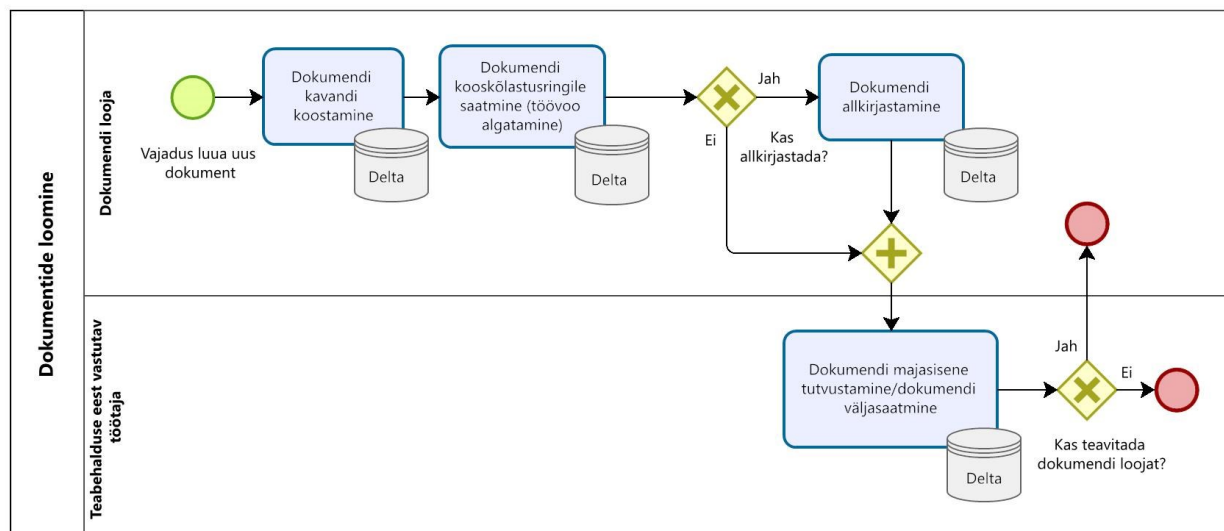 Dokumentide loomine
Dokumendi looja
Vajadus luua uus
dokument
Dokumendi
kavandi
koostamine
Delta
Dokumendi
kooskõlastusringile
saatmine (töövoo
algatamine)
Delta
Jah
Ei
Kas
allkirjastada?
Dokumendi
allkirjastamine
Delta
Teabehalduse eest vastutav
töötaja
Dokumendi majasisene
tutvustamine/dokumendi
väljasaatmine
Delta
Jah
Ei
Kas teavitada
dokumendi loojat?